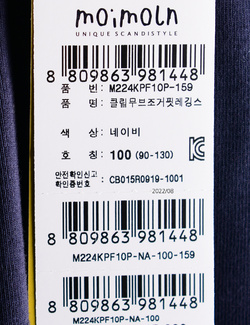 moimoln
UNIQUE SCANDISTYLE
8 809863 981448
품 번 : M224KPF10P-159
품 명 : 클림무브조거핏레깅스
색 상 : 네이비
호 칭 : 100 (90-130)
안전확인신고
확인증번호 : CB015R0919-1001
2022/08
8 809863 981448
M224KPF10P-NA-100-159
8 809863 981448
M224KPF10P-NA-100